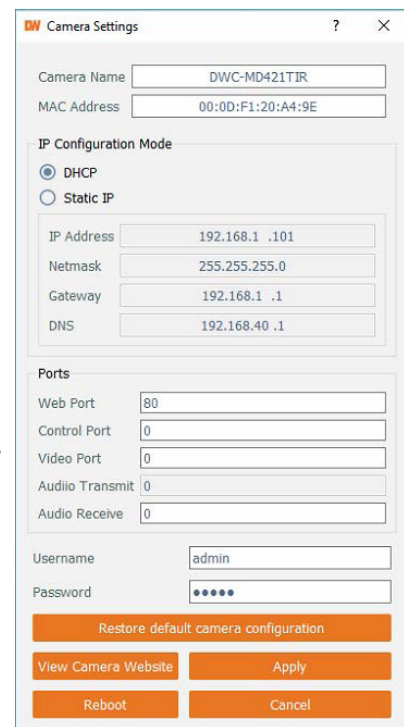 DW Camera Settings ? ×
Camera Name DWC-MD421TIR
MAC Address 00:0D:F1:20:A4:9E
IP Configuration Mode
DHCP
Static IP
IP Address 192.168.1 .101
Netmask 255.255.255.0
Gateway 192.168.1 .1
DNS 192.168.40 .1
Ports
Web Port 80
Control Port 0
Video Port 0
Audiio Transmit 0
Audio Receive 0
Username admin
Password ●●●●●
Restore default camera configuration
View Camera Website Apply
Reboot Cancel